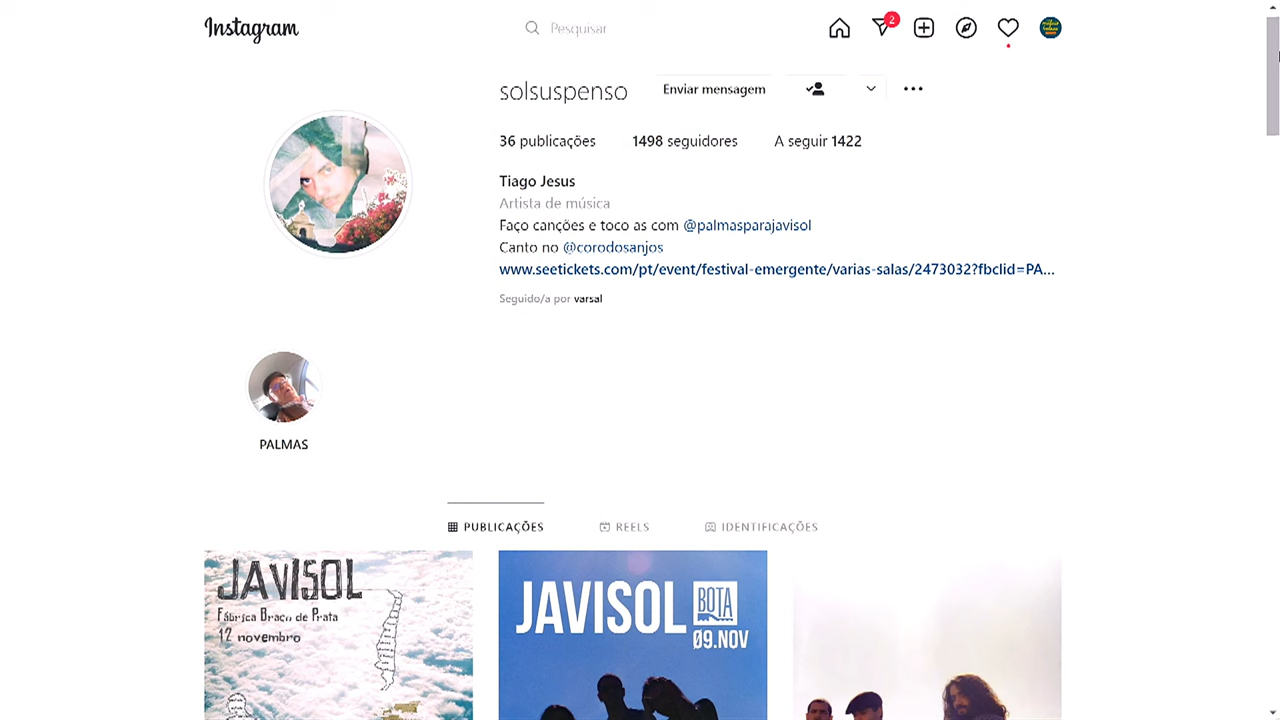 Instagram
Pesquisar
2
solsuspenso
Enviar mensagem
36 publicações
1498 seguidores
A seguir 1422
Tiago Jesus
Artista de música
Faço canções e toco as com @palmasparajavisol
Canto no @corodosanjos
www.seetickets.com/pt/event/festival-emergente/varias-salas/2473032?fbclid=PA...
Seguido/a por varsal
PALMAS
PUBLICAÇÕES
REELS
IDENTIFICAÇÕES
JAVISOL
Fábrica Braço de Prata
12 novembro
JAVISOL
BOTA
09.NOV